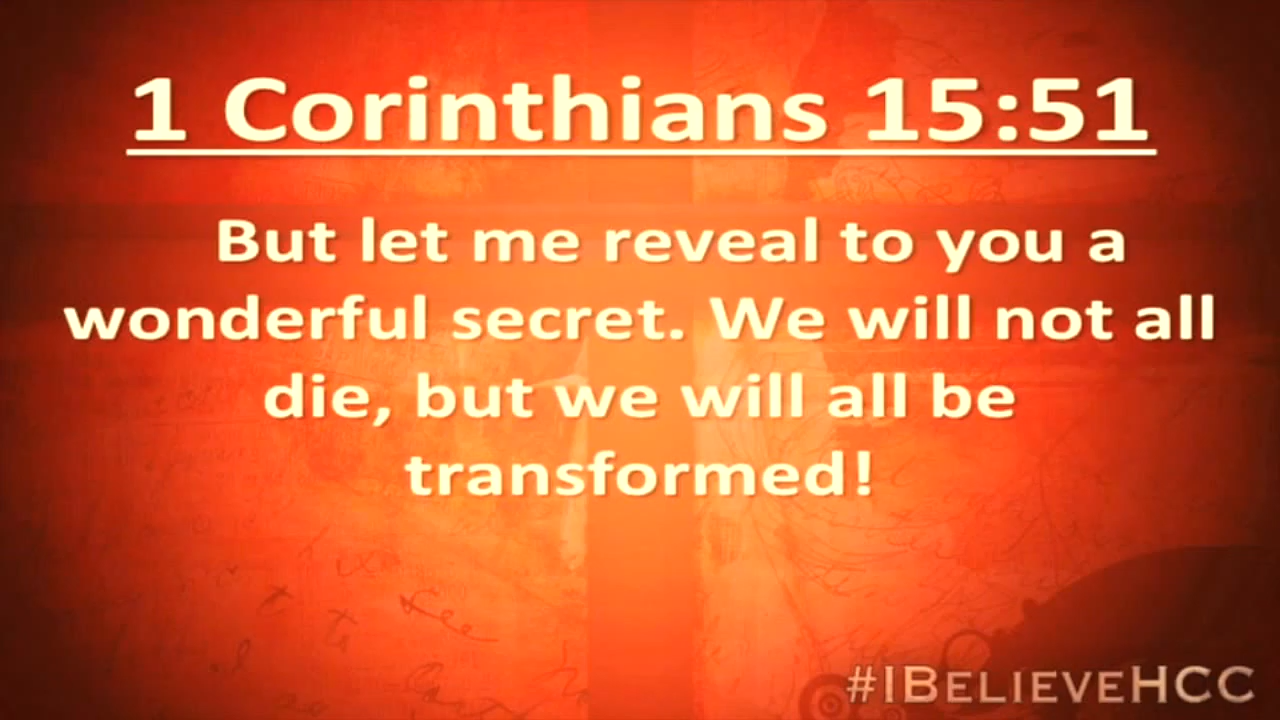 1 Corinthians 15:51
But let me reveal to you a
wonderful secret. We will not all
die, but we will all be
transformed!
#IBELIEVEHCC